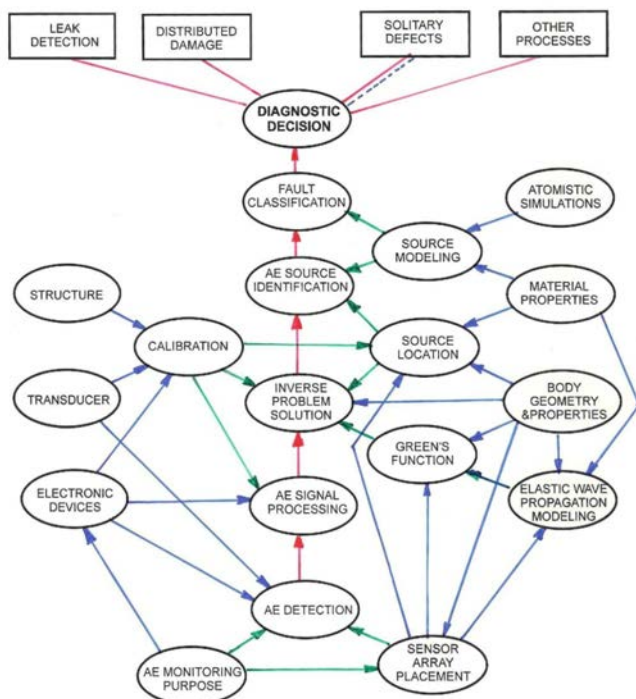 LEAK
DETECTION
DISTRIBUTED
DAMAGE
SOLITARY
DEFECTS
OTHER
PROCESSES
DIAGNOSTIC
DECISION
FAULT
CLASSIFICATION
ATOMISTIC
SIMULATIONS
SOURCE
MODELING
AE SOURCE
IDENTIFICATION
STRUCTURE
MATERIAL
PROPERTIES
CALIBRATION
SOURCE
LOCATION
TRANSDUCER
INVERSE
PROBLEM
SOLUTION
BODY
GEOMETRY
&PROPERTIES
GREEN'S
FUNCTION
ELECTRONIC
DEVICES
AE SIGNAL
PROCESSING
ELASTIC WAVE
PROPAGATION
MODELING
AE DETECTION
AE MONITORING
PURPOSE
SENSOR
ARRAY
PLACEMENT